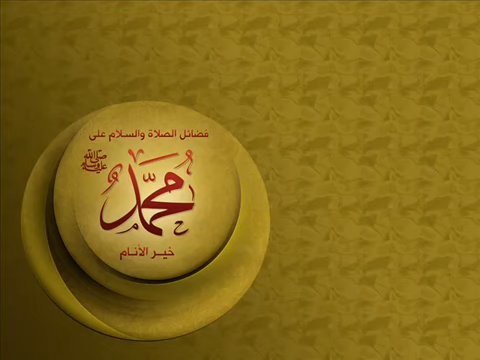 فضائل الصلاة والسلام على
محمد
صلى الله عليه وسلم
خير الأنام